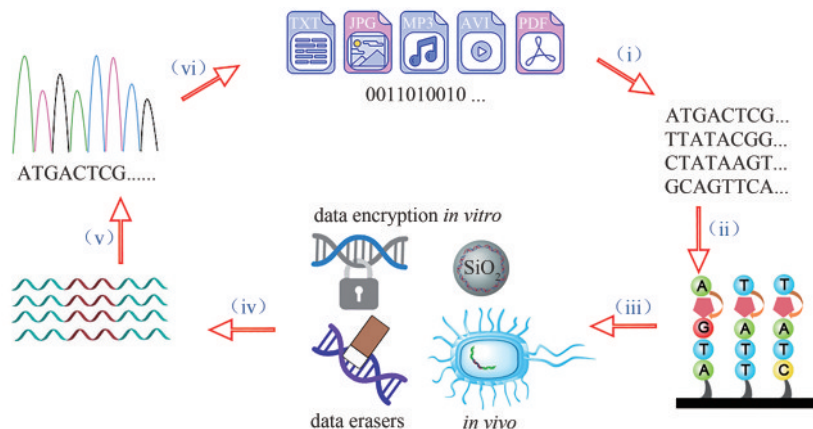 TXT JPG MP3 AVI PDF
0011010010 ...
(i)
ATGACTCG...
TTATACGG...
CTATAAGT...
GCAGTTCA...
(ii)
A T T
G A A
T T T
A T C
(iii)
data encryption in vitro
SiO2
data erasers
in vivo
(iv)
(v)
ATGACTCG......
(vi)